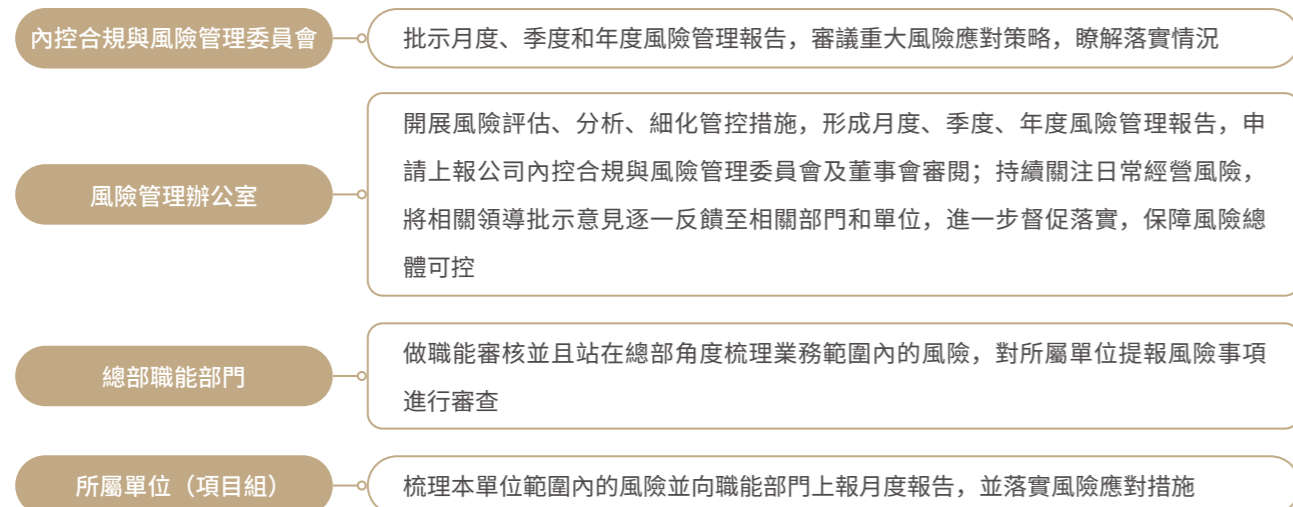 內控合規與風險管理委員會
批示月度、季度和年度風險管理報告，審議重大風險應對策略，瞭解落實情況
風險管理辦公室
開展風險評估、分析、細化管控措施，形成月度、季度、年度風險管理報告，申
請上報公司內控合規與風險管理委員會及董事會審閱；持續關注日常經營風險，
將相關領導批示意見逐一反饋至相關部門和單位，進一步督促落實，保障風險總
體可控
總部職能部門
做職能審核並且站在總部角度梳理業務範圍內的風險，對所屬單位提報風險事項
進行審查
所屬單位（項目組）
梳理本單位範圍內的風險並向職能部門上報月度報告，並落實風險應對措施